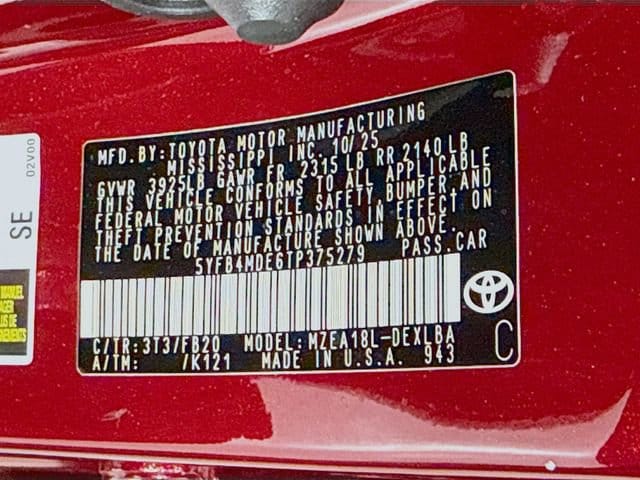 MFD. BY: TOYOTA MOTOR MANUFACTURING
MISSISSIPPI INC. 10/25
GVWR 3925LB GAWR FR 2315 LB RR 2140 LB
THIS VEHICLE CONFORMS TO ALL APPLICABLE
FEDERAL MOTOR VEHICLE SAFETY, BUMPER, AND
THEFT PREVENTION STANDARDS IN EFFECT ON
THE DATE OF MANUFACTURE SHOWN ABOVE.
5YFB4MDE6TP375279 PASS.CAR
C/TR: 3T3/FB20 MODEL: MZEA18L-DEXLBA
A/TM: /K121 MADE IN U.S.A. 943
C
02V00
SE
MANUEL
PLUS DE